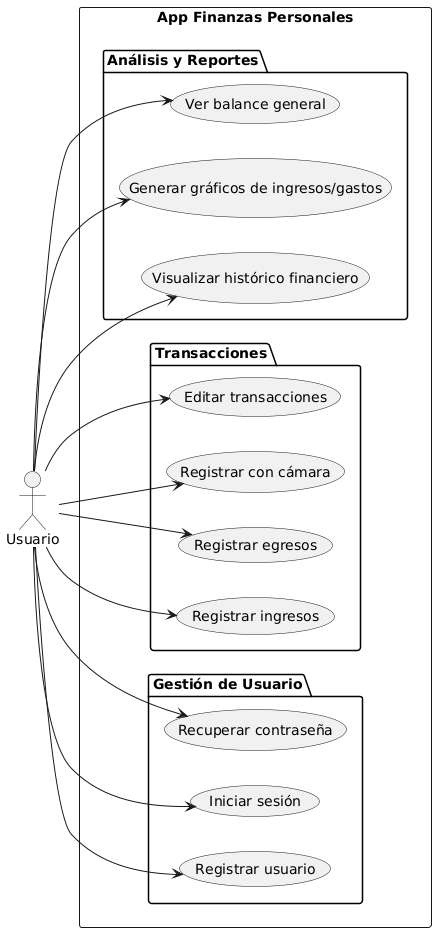 App Finanzas Personales
Análisis y Reportes
Ver balance general
Generar gráficos de ingresos/gastos
Visualizar histórico financiero
Transacciones
Editar transacciones
Registrar con cámara
Registrar egresos
Usuario
Registrar ingresos
Gestión de Usuario
Recuperar contraseña
Iniciar sesión
Registrar usuario